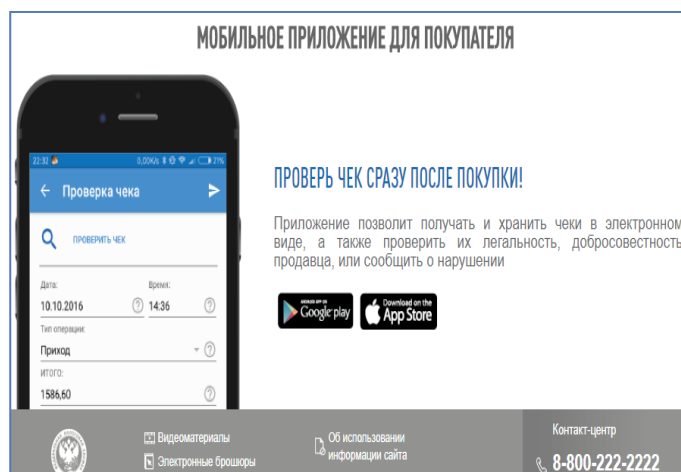 МОБИЛЬНОЕ ПРИЛОЖЕНИЕ ДЛЯ ПОКУПАТЕЛЯ
22:32 0,00K/s 21%
Проверка чека
ПРОВЕРИТЬ ЧЕК
Дата: Время:
10.10.2016 14:36
Тип операции:
Приход
ИТОГО:
1586,60
ПРОВЕРЬ ЧЕК СРАЗУ ПОСЛЕ ПОКУПКИ!
Приложение позволит получать и хранить чеки в электронном
виде, а также проверить их легальность, добросовестность
продавца, или сообщить о нарушении
ANDROID APP ON
Google play
Download on the
App Store
Видеоматериалы
Электронные брошюры
Об использовании
информации сайта
Контакт-центр
8-800-222-2222